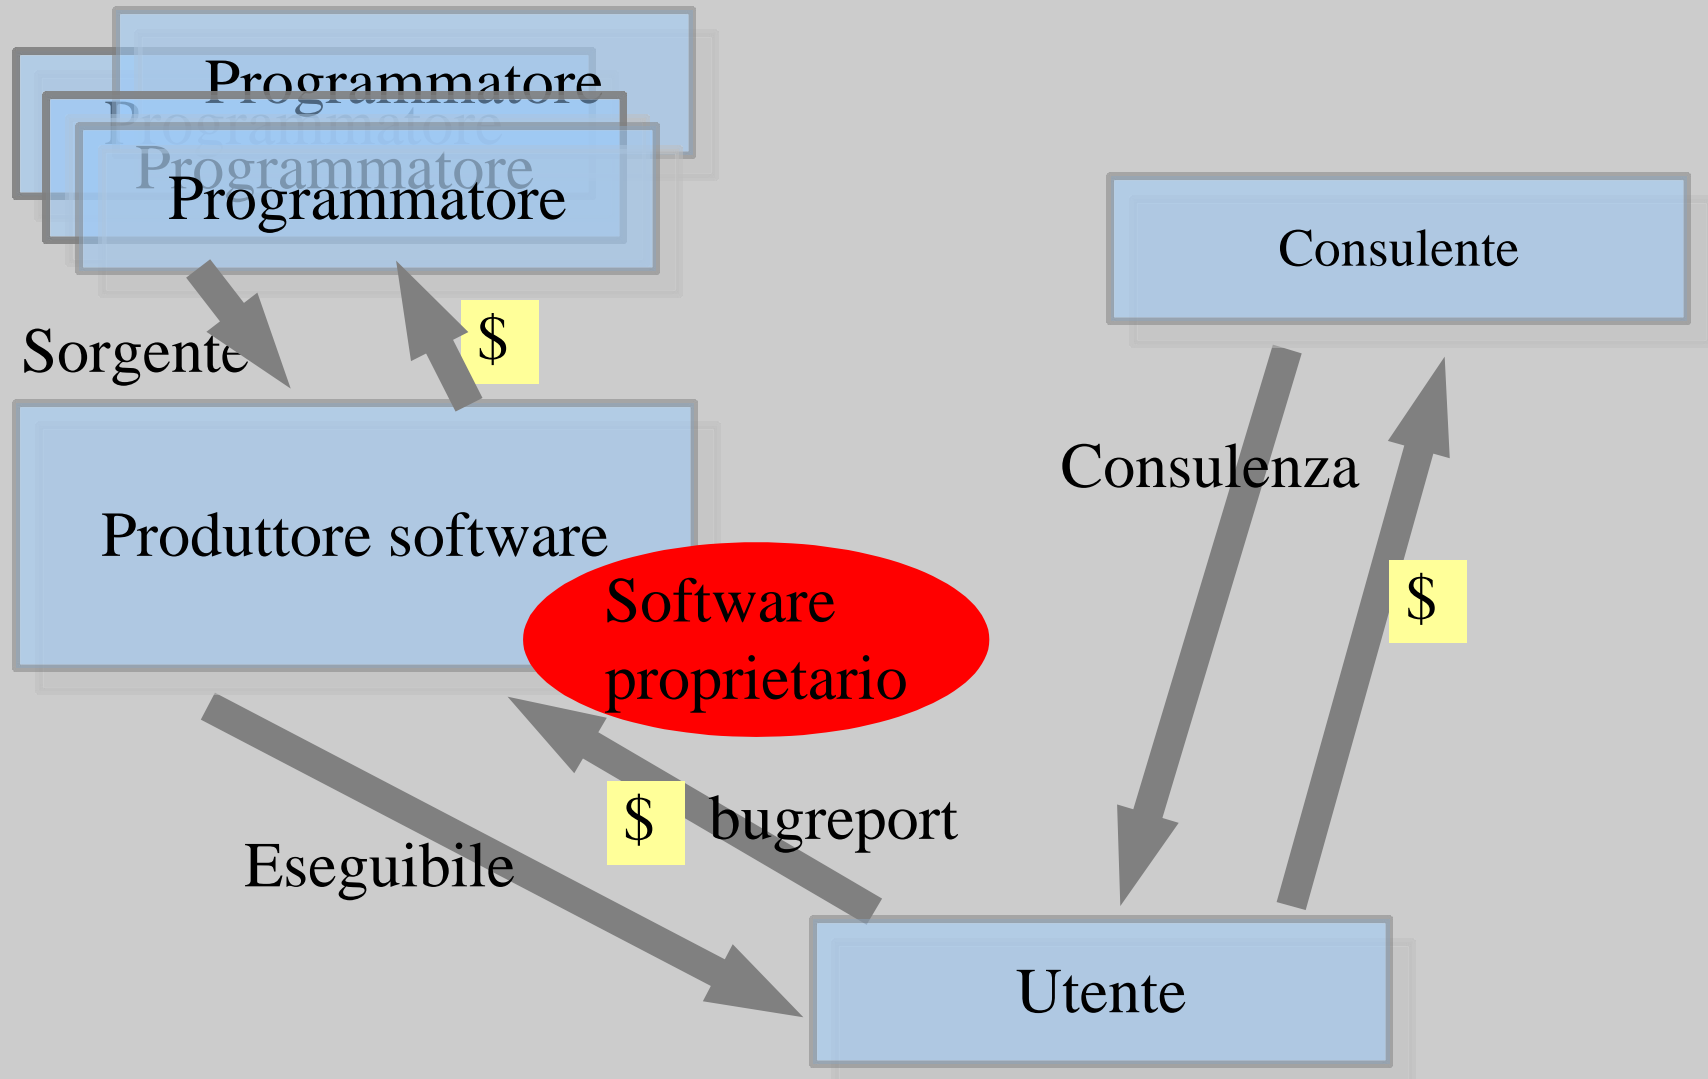 Programmatore
Programmatore
Programmatore
Programmatore
Consulente
Sorgente
$
Consulenza
Produttore software
$
Software
proprietario
$
bugreport
Eseguibile
Utente